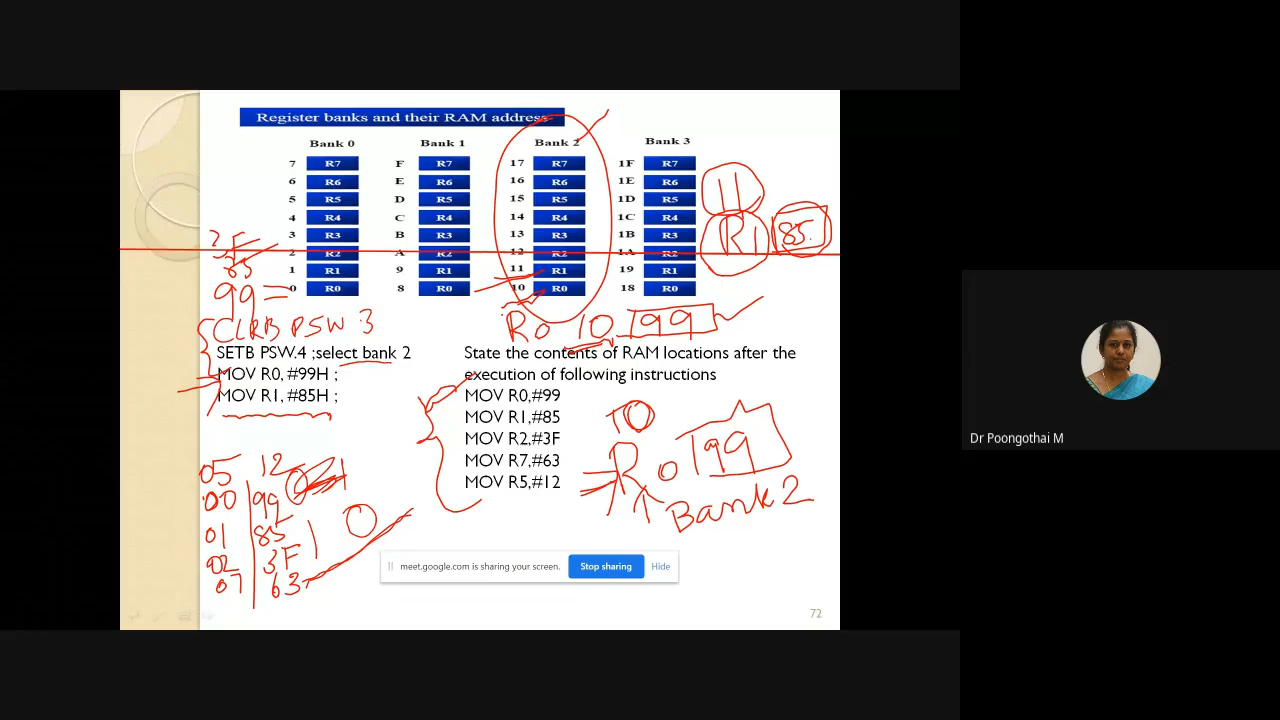 Register banks and their RAM address
Bank 0 Bank 1 Bank 2 Bank 3
7 R7 F R7 17 R7 1F R7
6 R6 E R6 16 R6 1E R6
5 R5 D R5 15 R5 1D R5
4 R4 C R4 14 R4 1C R4
3 R3 B R3 13 R3 1B R3
2 R2 A R2 12 R2 1A R2
1 R1 9 R1 11 R1 19 R1
0 R0 8 R0 10 R0 18 R0
11
R1 85
3F
85
99
CLRB PSW 3
R0 10 99
SETB PSW.4 ;select bank 2
MOV R0, #99H ;
MOV R1, #85H ;
State the contents of RAM locations after the
execution of following instructions
MOV R0,#99
MOV R1,#85
MOV R2,#3F
MOV R7,#63
MOV R5,#12
10
R0 99
Bank 2
05 12
00 99
01 85
02 3F
07 63
1 0
meet.google.com is sharing your screen.
Stop sharing
Hide
72
Dr Poongothai M